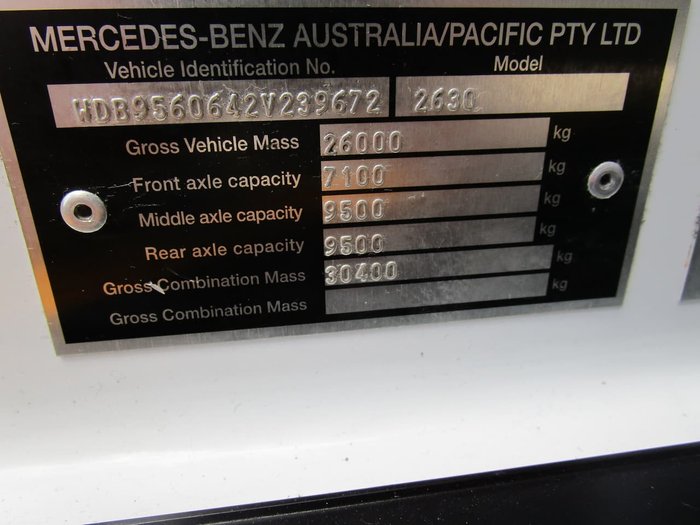 MERCEDES-BENZ AUSTRALIA/PACIFIC PTY LTD
Vehicle Identification No. Model
WDB9560642V239672 2630
Gross Vehicle Mass 26000 kg
Front axle capacity 7100 kg
Middle axle capacity 9500 kg
Rear axle capacity 9500 kg
Gross Combination Mass 30400 kg
Gross Combination Mass kg